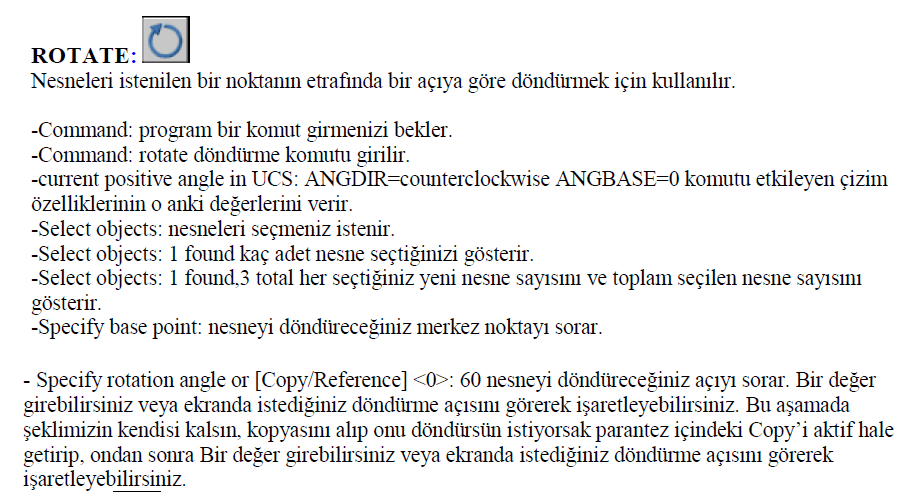 ROTATE:
Nesneleri istenilen bir noktanın etrafında bir açıya göre döndürmek için kullanılır.
-Command: program bir komut girmenizi bekler.
-Command: rotate döndürme komutu girilir.
-current positive angle in UCS: ANGDIR=counterclockwise ANGBASE=0 komutu etkileyen çizim
özelliklerinin o anki değerlerini verir.
-Select objects: nesneleri seçmeniz istenir.
-Select objects: 1 found kaç adet nesne seçtiğinizi gösterir.
-Select objects: 1 found,3 total her seçtiğiniz yeni nesne sayısını ve toplam seçilen nesne sayısını
gösterir.
-Specify base point: nesneyi döndüreceğiniz merkez noktayı sorar.
- Specify rotation angle or [Copy/Reference] <0>: 60 nesneyi döndüreceğiniz açıyı sorar. Bir değer
girebilirsiniz veya ekranda istediğiniz döndürme açısını görerek işaretleyebilirsiniz. Bu aşamada
şeklimizin kendisi kalsın, kopyasını alıp onu döndürsün istiyorsak parantez içindeki Copy’i aktif hale
getirip, ondan sonra Bir değer girebilirsiniz veya ekranda istediğiniz döndürme açısını görerek
işaretleyebilirsiniz.